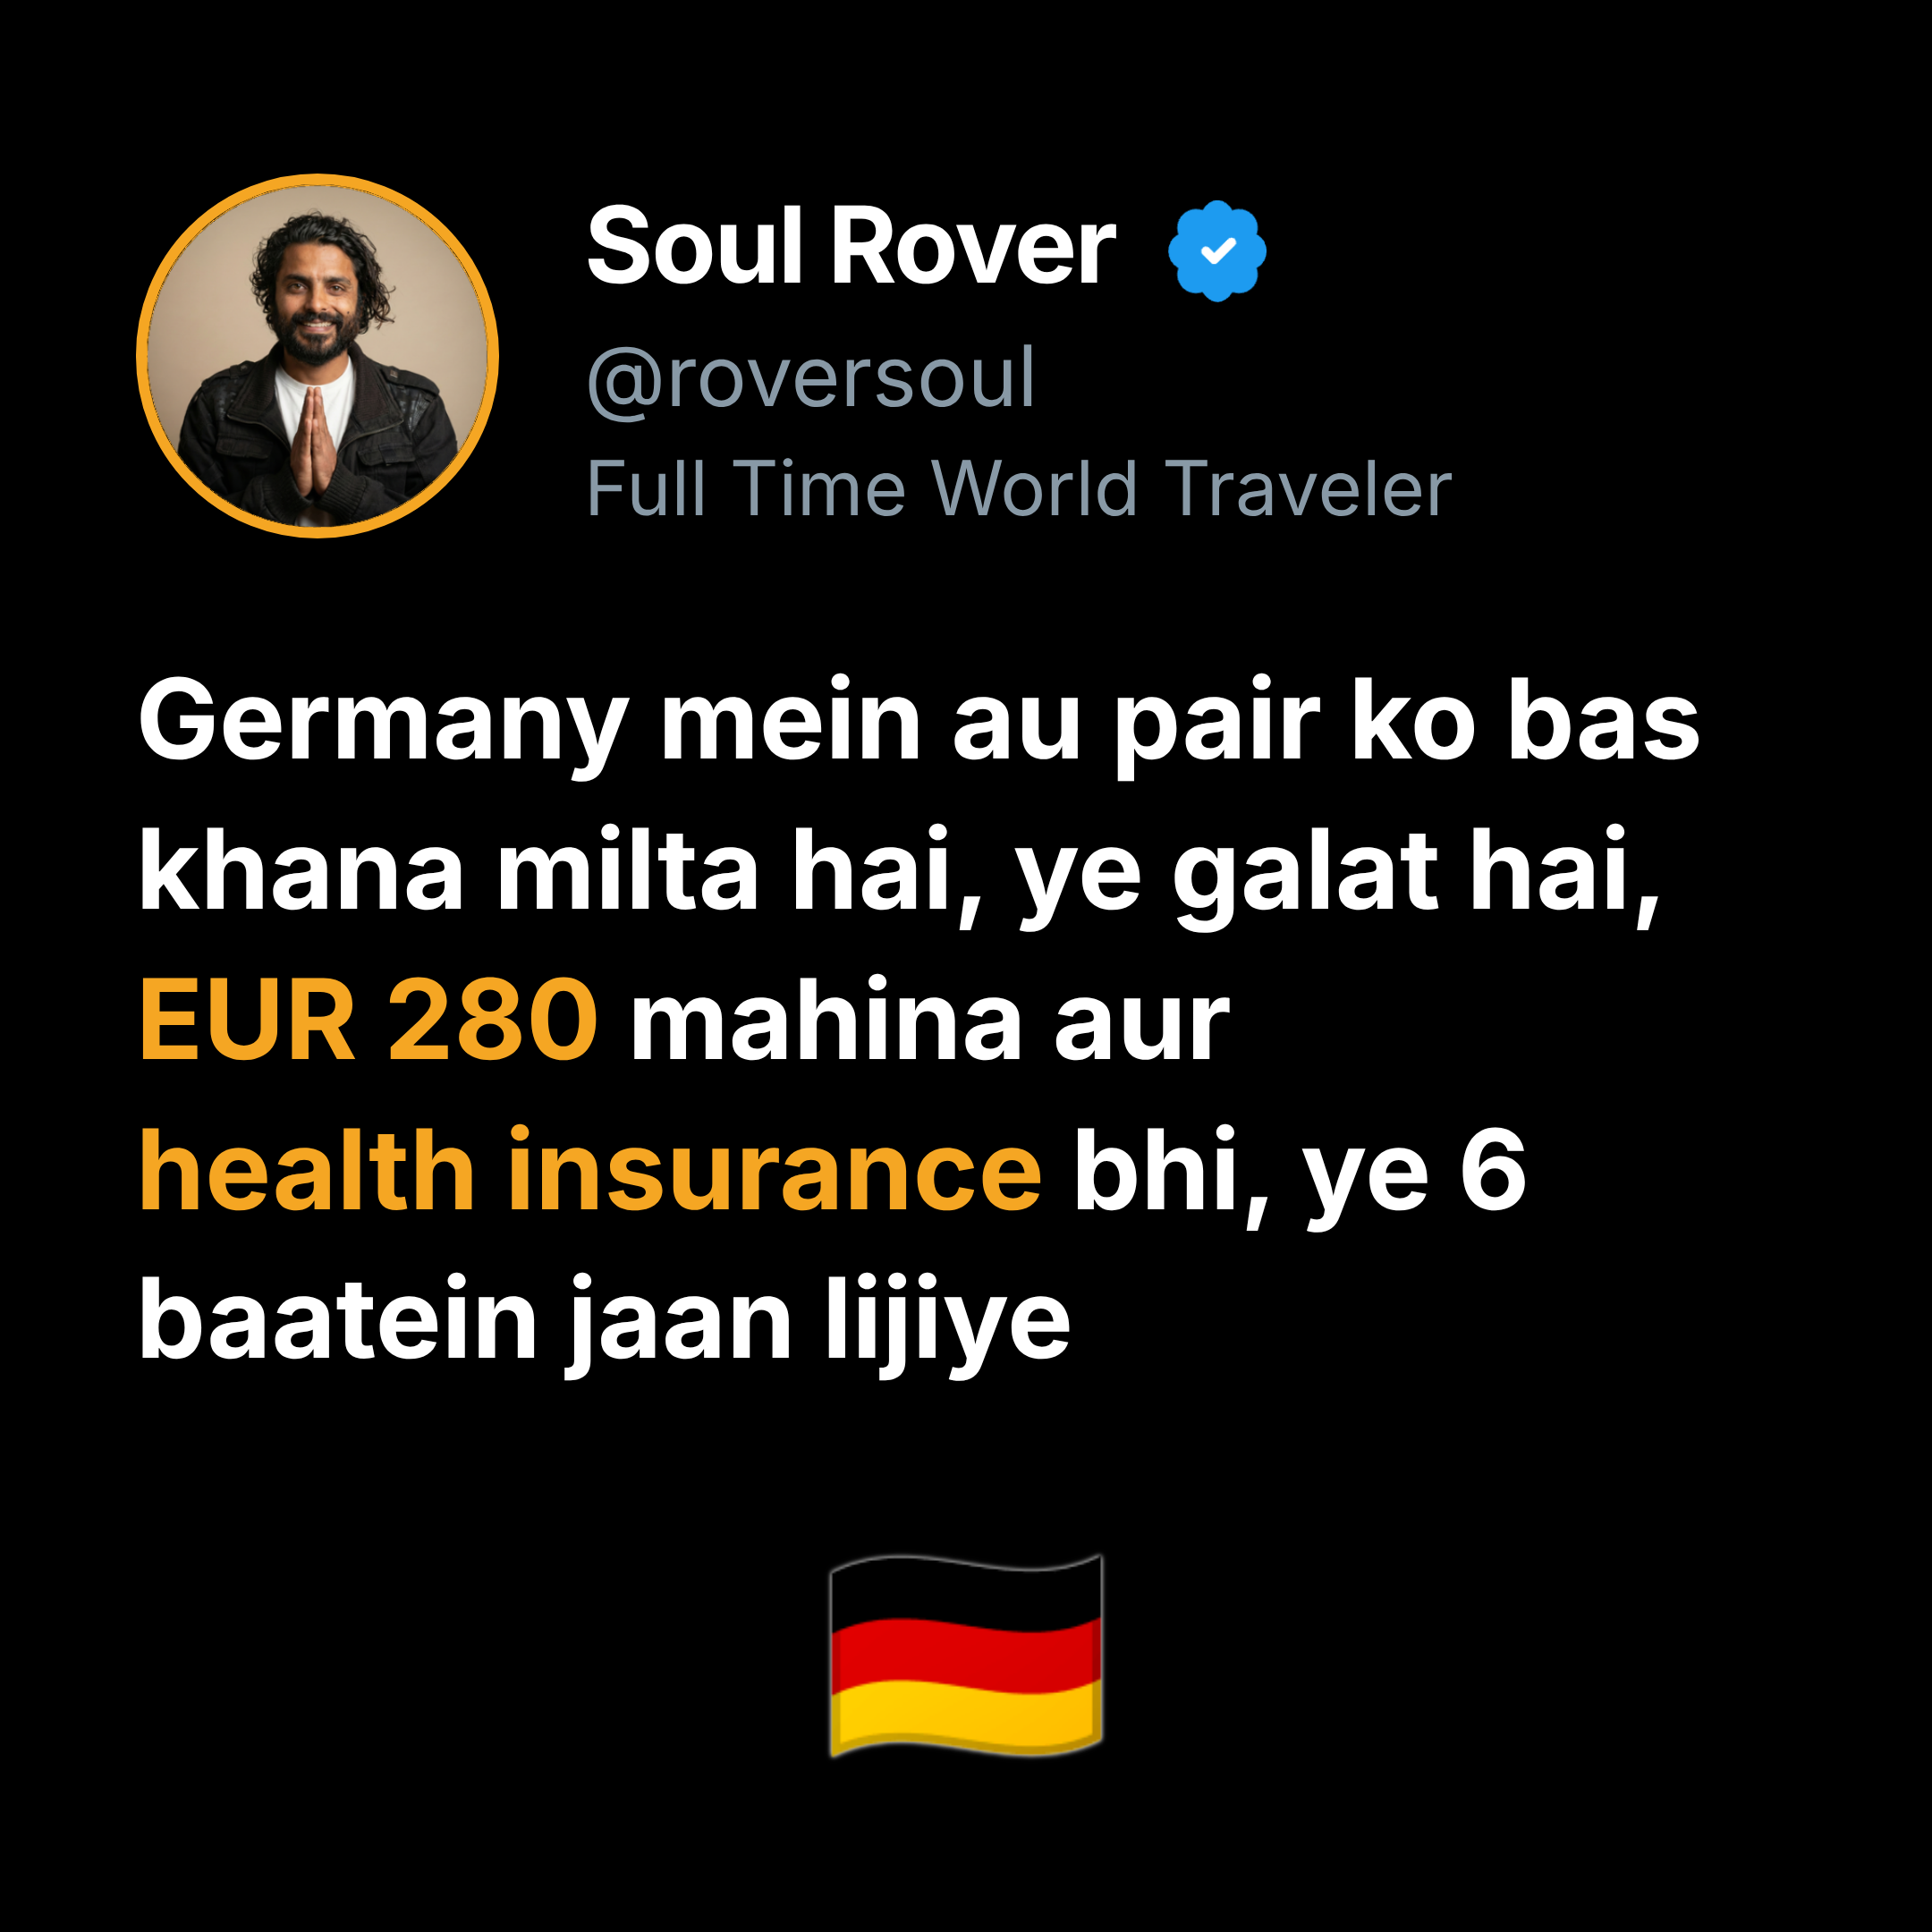 Soul Rover
@roversoul
Full Time World Traveler
Germany mein au pair ko bas
khana milta hai, ye galat hai,
EUR 280 mahina aur
health insurance bhi, ye 6
baatein jaan lijiye